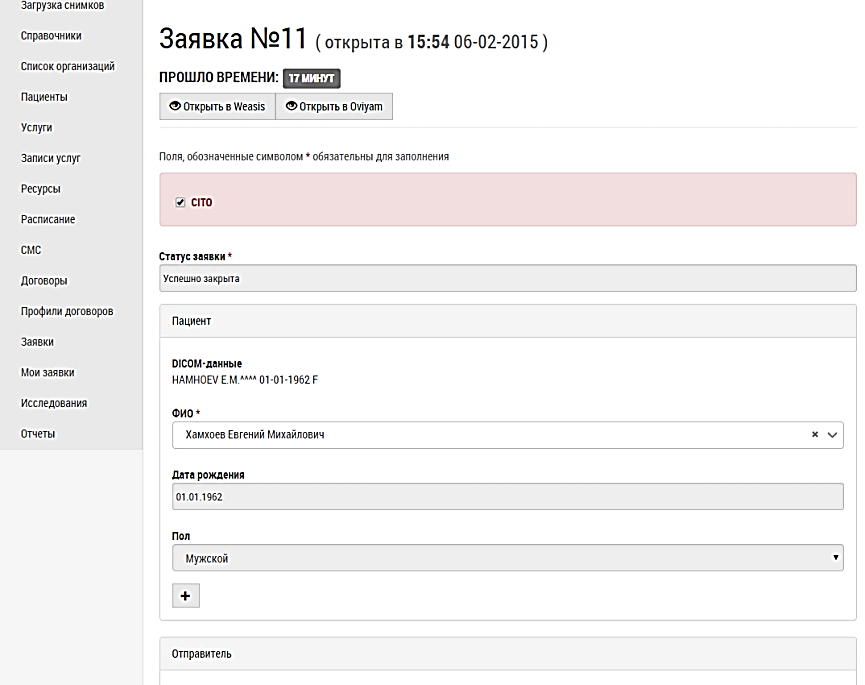 Загрузка снимков
Справочники
Список организаций
Пациенты
Услуги
Записи услуг
Ресурсы
Расписание
СМС
Договоры
Профили договоров
Заявки
Мои заявки
Исследования
Отчеты
Заявка №11 ( открыта в 15:54 06-02-2015 )
ПРОШЛО ВРЕМЕНИ: 17 МИНУТ
Открыть в Weasis Открыть в Oviyam
Поля, обозначенные символом * обязательны для заполнения
CITO
Статус заявки *
Успешно закрыта
Пациент
DICOM-данные
HAMHOEV E.M.^^^^ 01-01-1962 F
ФИО *
Хамхоев Евгений Михайлович
Дата рождения
01.01.1962
Пол
Мужской
Отправитель